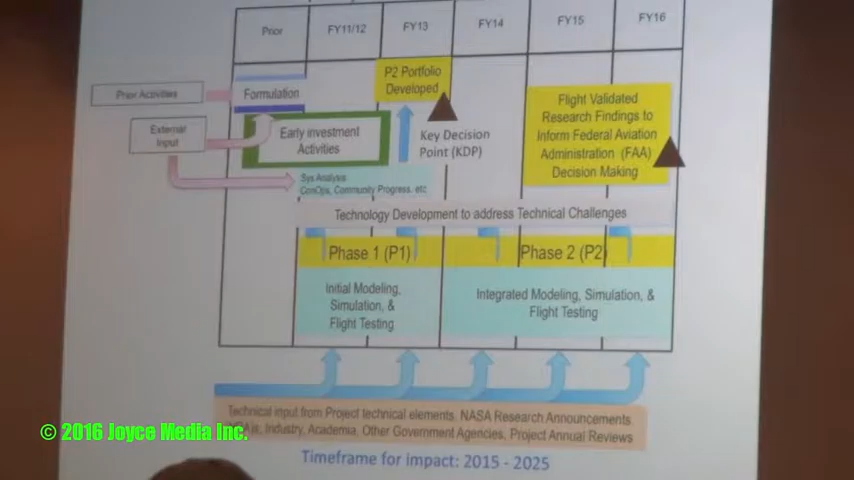 Prior FY11/12 FY13 FY14 FY15 FY16
P2 Portfolio
Developed
Prior Activities
Formulation
External
Input
Early investment
Activities
Key Decision
Point (KDP)
Flight Validated
Research Findings to
Inform Federal Aviation
Administration (FAA)
Decision Making
Sys Analysis
ConOps, Community Progress, etc
Technology Development to address Technical Challenges
Phase 1 (P1)
Phase 2 (P2)
Initial Modeling,
Simulation, &
Flight Testing
Integrated Modeling, Simulation, &
Flight Testing
Technical input from Project technical elements, NASA Research Announcements,
Industry, Academia, Other Government Agencies, Project Annual Reviews
© 2016 Joyce Media Inc.
Timeframe for impact: 2015 - 2025